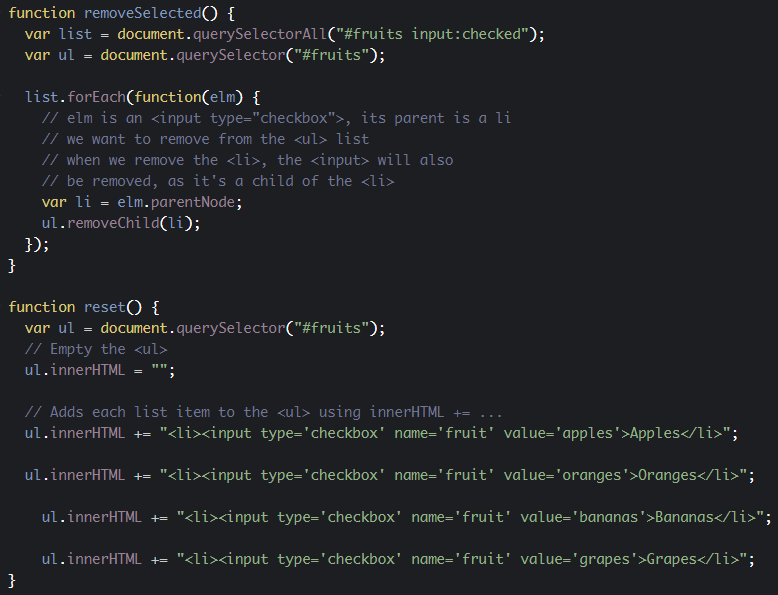 function removeSelected() {
  var list = document.querySelectorAll("#fruits input:checked");
  var ul = document.querySelector("#fruits");

  list.forEach(function(elm) {
    // elm is an <input type="checkbox">, its parent is a li
    // we want to remove from the <ul> list
    // when we remove the <li>, the <input> will also
    // be removed, as it's a child of the <li>
    var li = elm.parentNode;
    ul.removeChild(li);
  });
}

function reset() {
  var ul = document.querySelector("#fruits");
  // Empty the <ul>
  ul.innerHTML = "";

  // Adds each list item to the <ul> using innerHTML += ...
  ul.innerHTML += "<li><input type='checkbox' name='fruit' value='apples'>Apples</li>";

  ul.innerHTML += "<li><input type='checkbox' name='fruit' value='oranges'>Oranges</li>";

    ul.innerHTML += "<li><input type='checkbox' name='fruit' value='bananas'>Bananas</li>";

    ul.innerHTML += "<li><input type='checkbox' name='fruit' value='grapes'>Grapes</li>";
}